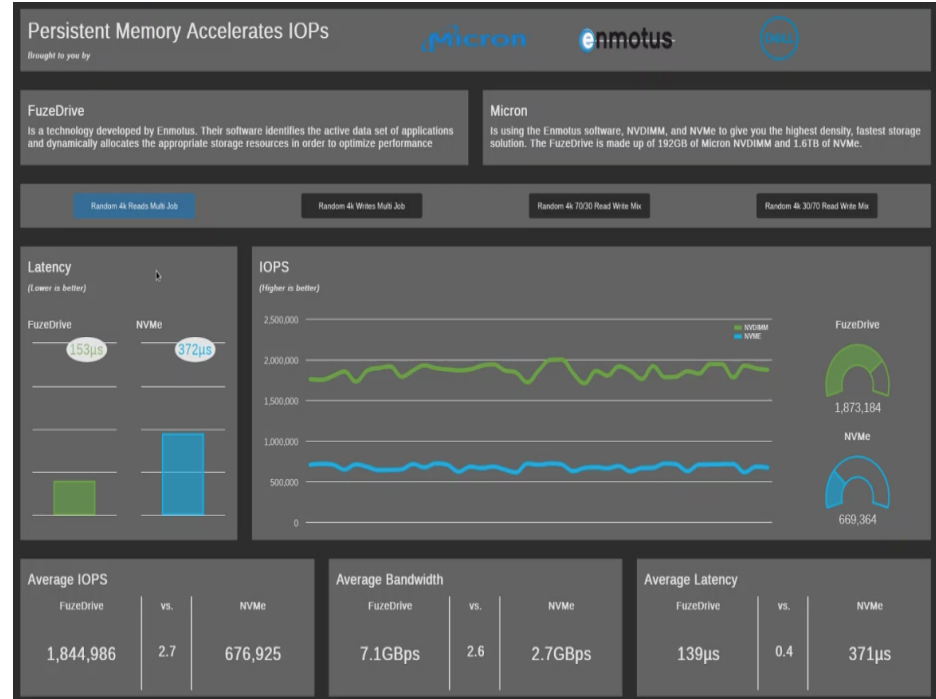 Persistent Memory Accelerates IOPs
Brought to you by
Micron
enmotus
DELL
FuzeDrive
Is a technology developed by Enmotus. Their software identifies the active data set of applications
and dynamically allocates the appropriate storage resources in order to optimize performance
Micron
Is using the Enmotus software, NVDIMM, and NVMe to give you the highest density, fastest storage
solution. The FuzeDrive is made up of 192GB of Micron NVDIMM and 1.6TB of NVMe.
Random 4k Reads Multi Job
Random 4k Writes Multi Job
Random 4k 70/30 Read Write Mix
Random 4k 30/70 Read Write Mix
Latency
(Lower is better)
FuzeDrive
NVMe
153µs
372µs
IOPS
(Higher is better)
2,500,000
2,000,000
1,500,000
1,000,000
500,000
0
NVDIMM
NVME
FuzeDrive
1,873,184
NVMe
669,364
Average IOPS
FuzeDrive vs. NVMe
1,844,986 2.7 676,925
Average Bandwidth
FuzeDrive vs. NVMe
7.1GBps 2.6 2.7GBps
Average Latency
FuzeDrive vs. NVMe
139µs 0.4 371µs